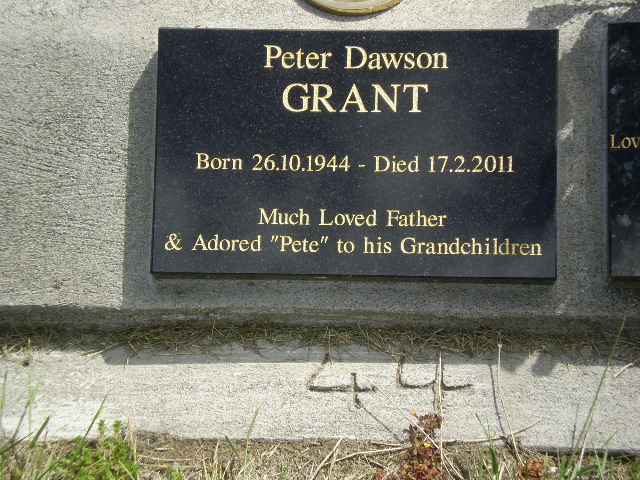 Peter Dawson
GRANT
Born 26.10.1944 - Died 17.2.2011
Much Loved Father
& Adored "Pete" to his Grandchildren
44